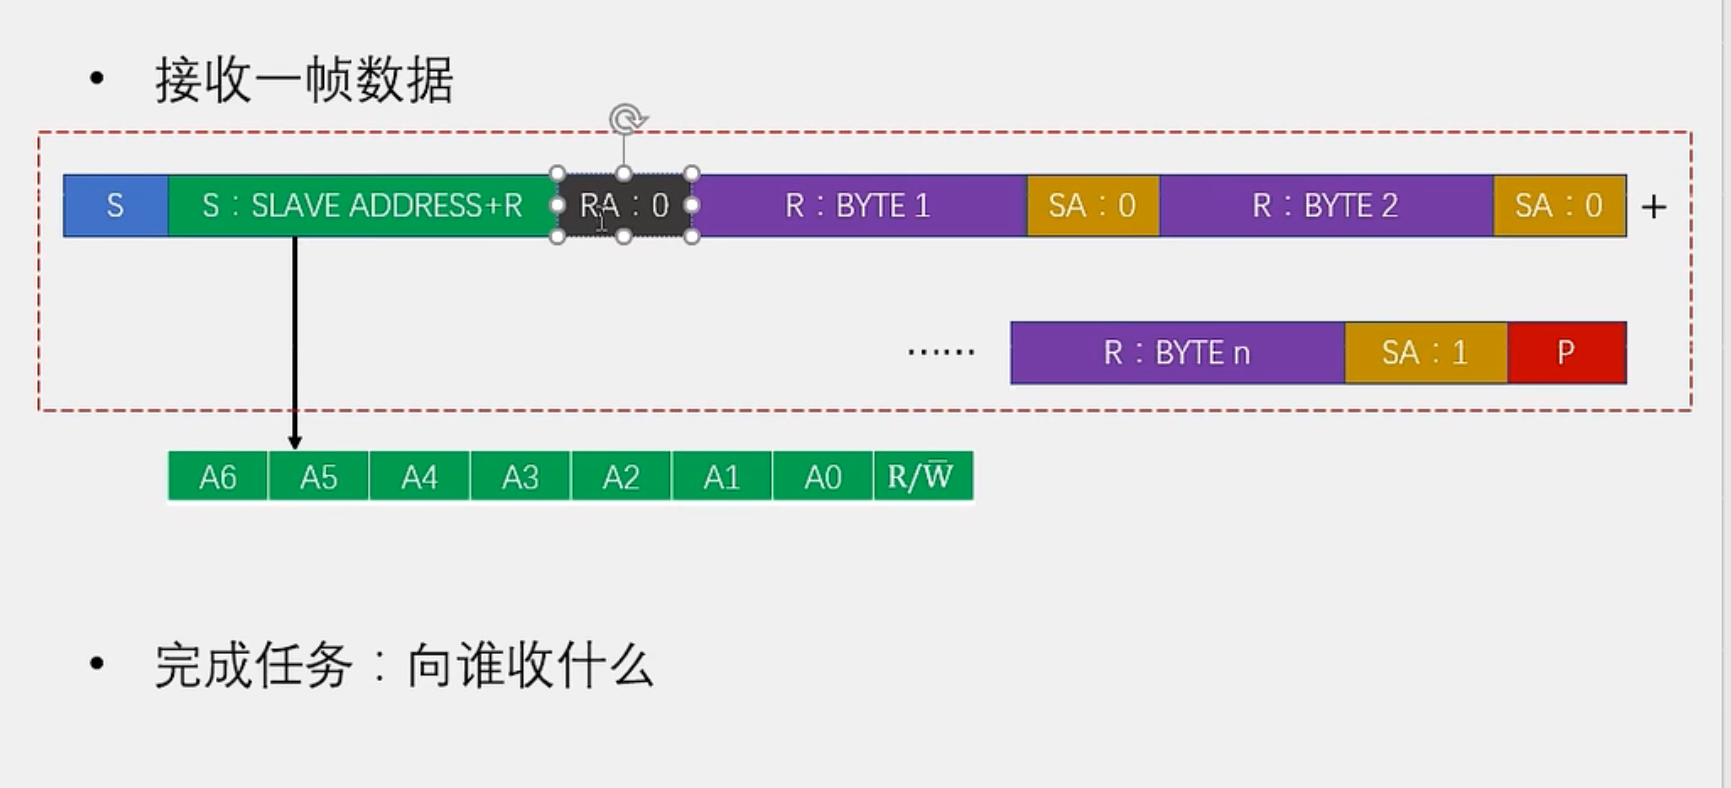 • 接收一帧数据
S S：SLAVE ADDRESS+R RA：0 R：BYTE 1 SA：0 R：BYTE 2 SA：0 +
…… R：BYTE n SA：1 P
A6 A5 A4 A3 A2 A1 A0 R/W̅
• 完成任务：向谁收什么